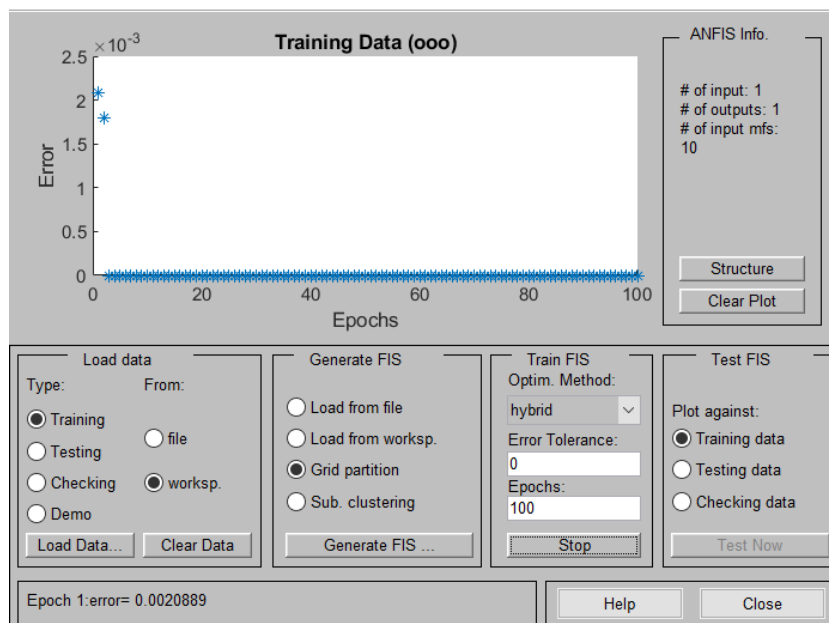 ×10⁻³
Training Data (ooo)
2.5
2
1.5
1
0.5
0
Error
0
20
40
60
80
100
Epochs
ANFIS Info.
# of input: 1
# of outputs: 1
# of input mfs:
10
Structure
Clear Plot
Load data
Type:
From:
Training
Testing
Checking
Demo
file
worksp.
Load Data...
Clear Data
Generate FIS
Load from file
Load from worksp.
Grid partition
Sub. clustering
Generate FIS ...
Train FIS
Optim. Method:
hybrid
Error Tolerance:
0
Epochs:
100
Stop
Test FIS
Plot against:
Training data
Testing data
Checking data
Test Now
Epoch 1:error= 0.0020889
Help
Close